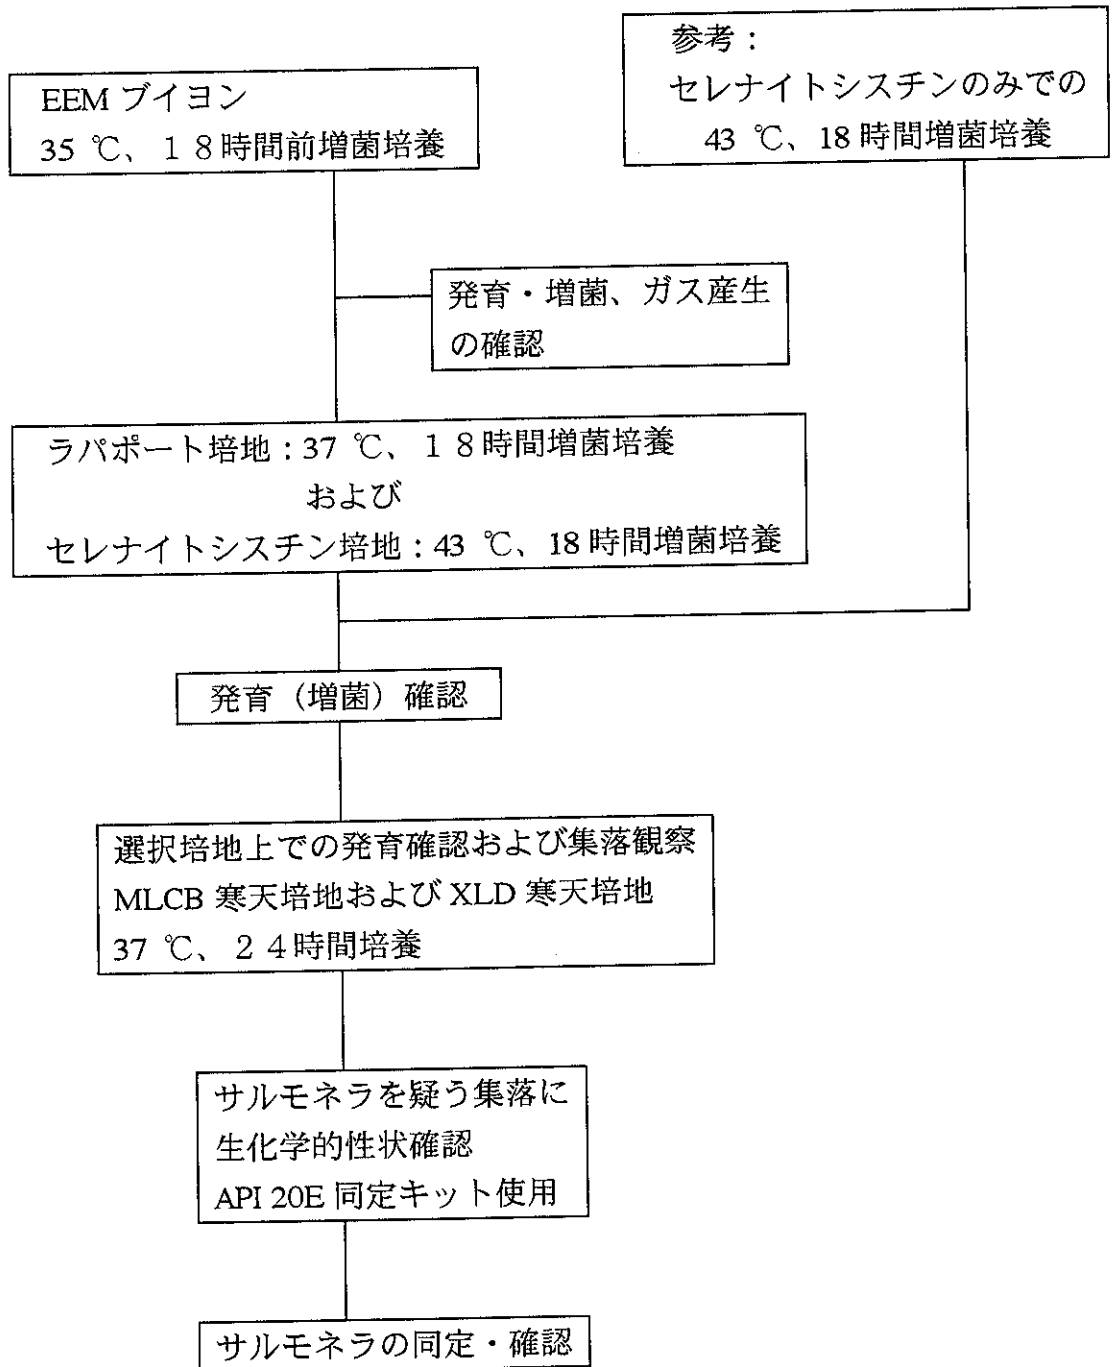 参考：
セレナイトシスチンのみでの
43 ℃、18 時間増菌培養
EEM ブイヨン
35 ℃、１８時間前増菌培養
発育・増菌、ガス産生
の確認
ラパポート培地：37 ℃、１８時間増菌培養
および
セレナイトシスチン培地：43 ℃、18 時間増菌培養
発育（増菌）確認
選択培地上での発育確認および集落観察
MLCB 寒天培地および XLD 寒天培地
37 ℃、２４時間培養
サルモネラを疑う集落に
生化学的性状確認
API 20E 同定キット使用
サルモネラの同定・確認